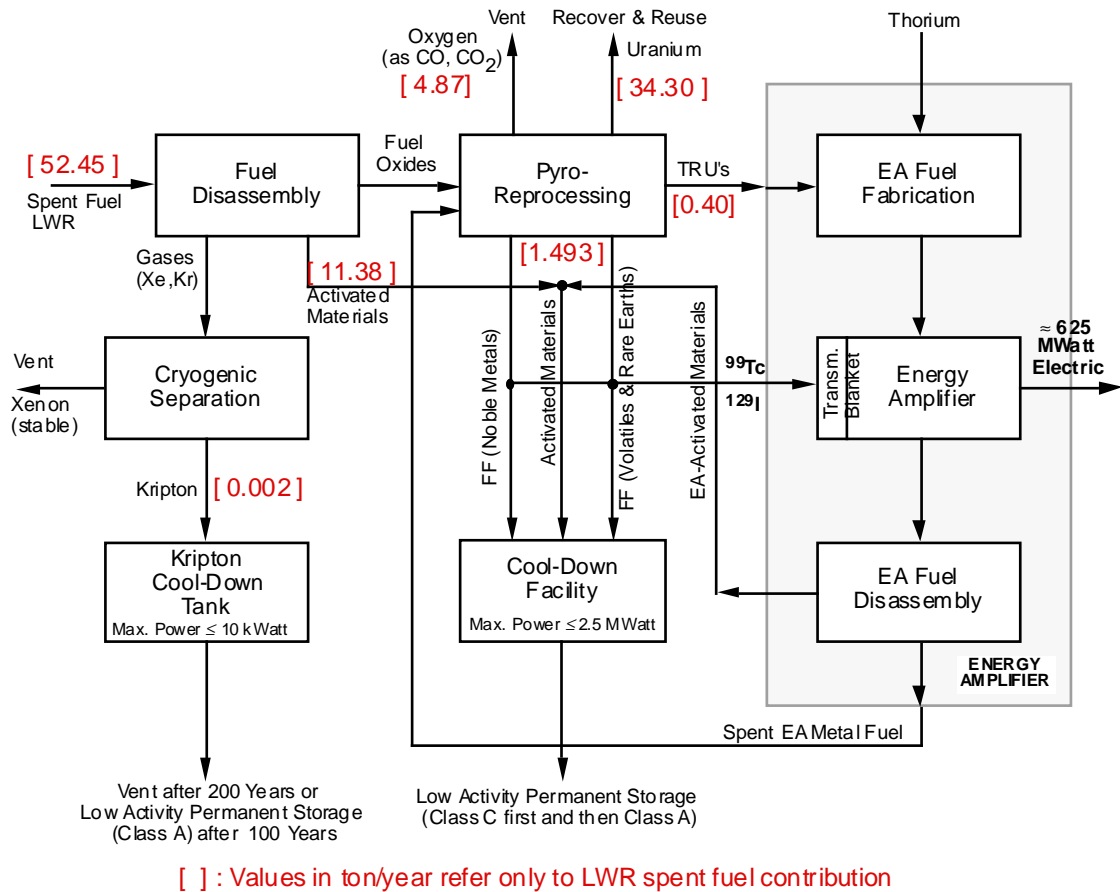 Vent
Recover & Reuse
Thorium
Oxygen
(as CO, CO2)
[ 4.87]
Uranium
[ 34.30]
[ 52.45]
Spent Fuel
LWR
Fuel
Disassembly
Fuel
Oxides
Pyro-
Reprocessing
TRU's
[0.40]
EA Fuel
Fabrication
Gases
(Xe,Kr)
[ 11.38 ]
Activated
Materials
[1.493]
FF (Noble Metals)
Activated Materials
FF (Volatiles & Rare Earths)
EA-Activated Materials
Vent
Xenon
(stable)
Cryogenic
Separation
99Tc
129I
Transm.
Blanket
Energy
Amplifier
≈ 625
MWatt
Electric
Kripton
[ 0.002 ]
Kripton
Cool-Down
Tank
Max. Power ≤ 10 kWatt
Cool-Down
Facility
Max. Power ≤ 2.5 MWatt
EA Fuel
Disassembly
ENERGY
AMPLIFIER
Spent EA Metal Fuel
Vent after 200 Years or
Low Activity Permanent Storage
(Class A) after 100 Years
Low Activity Permanent Storage
(Class C first and then Class A)
[ ] : Values in ton/year refer only to LWR spent fuel contribution